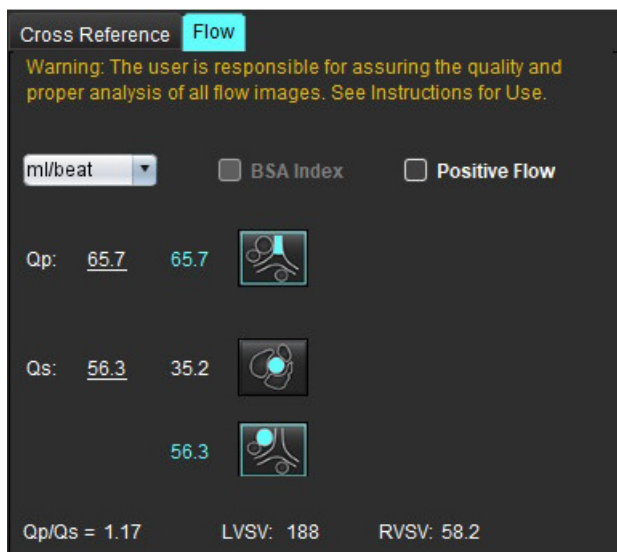 Cross Reference Flow
Warning: The user is responsible for assuring the quality and
proper analysis of all flow images. See Instructions for Use.
ml/beat BSA Index Positive Flow
Qp: 65.7 65.7
Qs: 56.3 35.2
56.3
Qp/Qs = 1.17 LVSV: 188 RVSV: 58.2